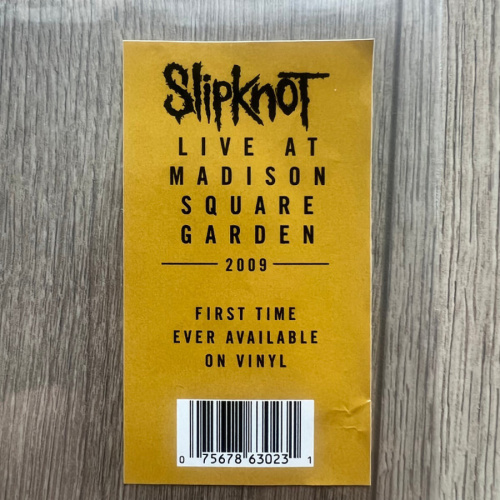 SlipknoT
LIVE AT
MADISON
SQUARE
GARDEN
2009
FIRST TIME
EVER AVAILABLE
ON VINYL
0 75678 63023 1